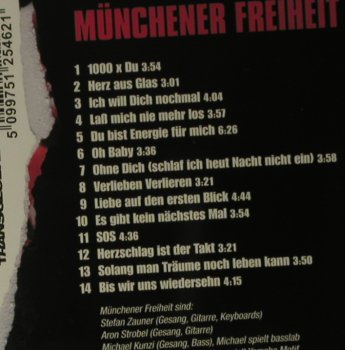 MÜNCHENER FREIHEIT
1 1000 x Du 3:54
2 Herz aus Glas 3:01
3 Ich will Dich nochmal 4:04
4 Laß mich nie mehr los 3:57
5 Du bist Energie für mich 6:26
6 Oh Baby 3:36
7 Ohne Dich (schlaf ich heut Nacht nicht ein) 3:58
8 Verlieben Verlieren 3:21
9 Liebe auf den ersten Blick 4:44
10 Es gibt kein nächstes Mal 3:54
11 SOS 4:36
12 Herzschlag ist der Takt 3:21
13 Solang man Träume noch leben kann 3:50
14 Bis wir uns wiedersehn 4:15
Münchener Freiheit sind:
Stefan Zauner (Gesang, Gitarre, Keyboards)
Aron Strobel (Gesang, Gitarre)
Michael Kunzi (Gesang, Bass), Michael spielt basslab
5 099751 254621